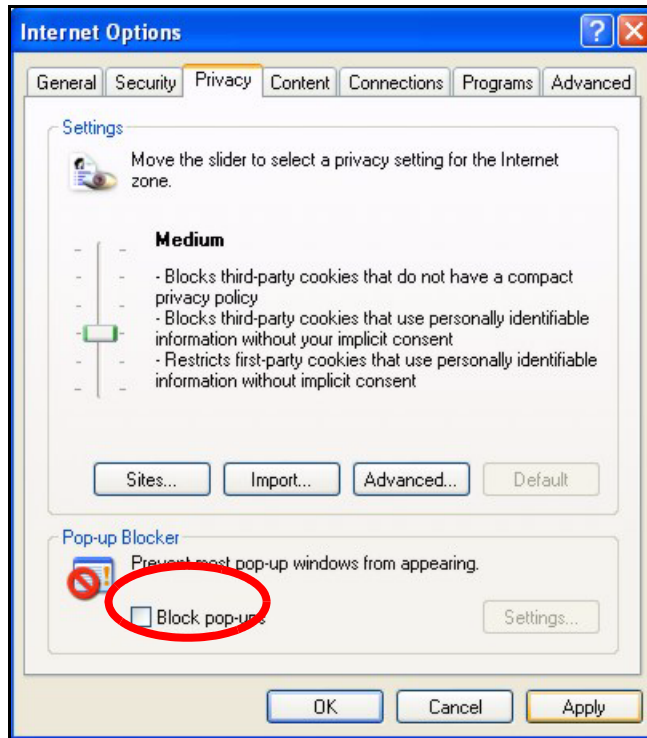 Internet Options
General Security Privacy Content Connections Programs Advanced
Settings
Move the slider to select a privacy setting for the Internet
zone.
Medium
- Blocks third-party cookies that do not have a compact
privacy policy
- Blocks third-party cookies that use personally identifiable
information without your implicit consent
- Restricts first-party cookies that use personally identifiable
information without implicit consent
Sites... Import... Advanced... Default
Pop-up Blocker
Prevent most pop-up windows from appearing.
Block pop-ups Settings...
OK Cancel Apply